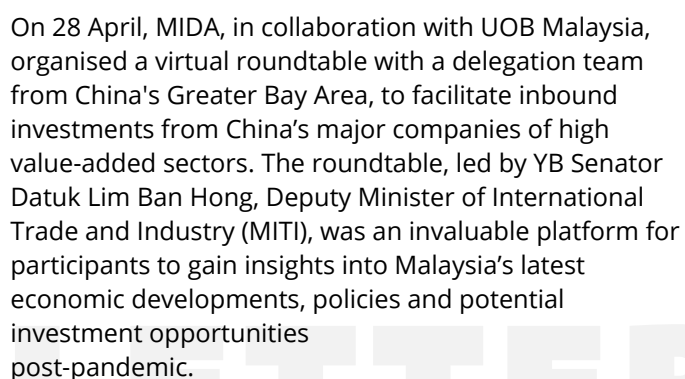 On 28 April, MIDA, in collaboration with UOB Malaysia,
organised a virtual roundtable with a delegation team
from China's Greater Bay Area, to facilitate inbound
investments from China’s major companies of high
value-added sectors. The roundtable, led by YB Senator
Datuk Lim Ban Hong, Deputy Minister of International
Trade and Industry (MITI), was an invaluable platform for
participants to gain insights into Malaysia’s latest
economic developments, policies and potential
investment opportunities
post-pandemic.